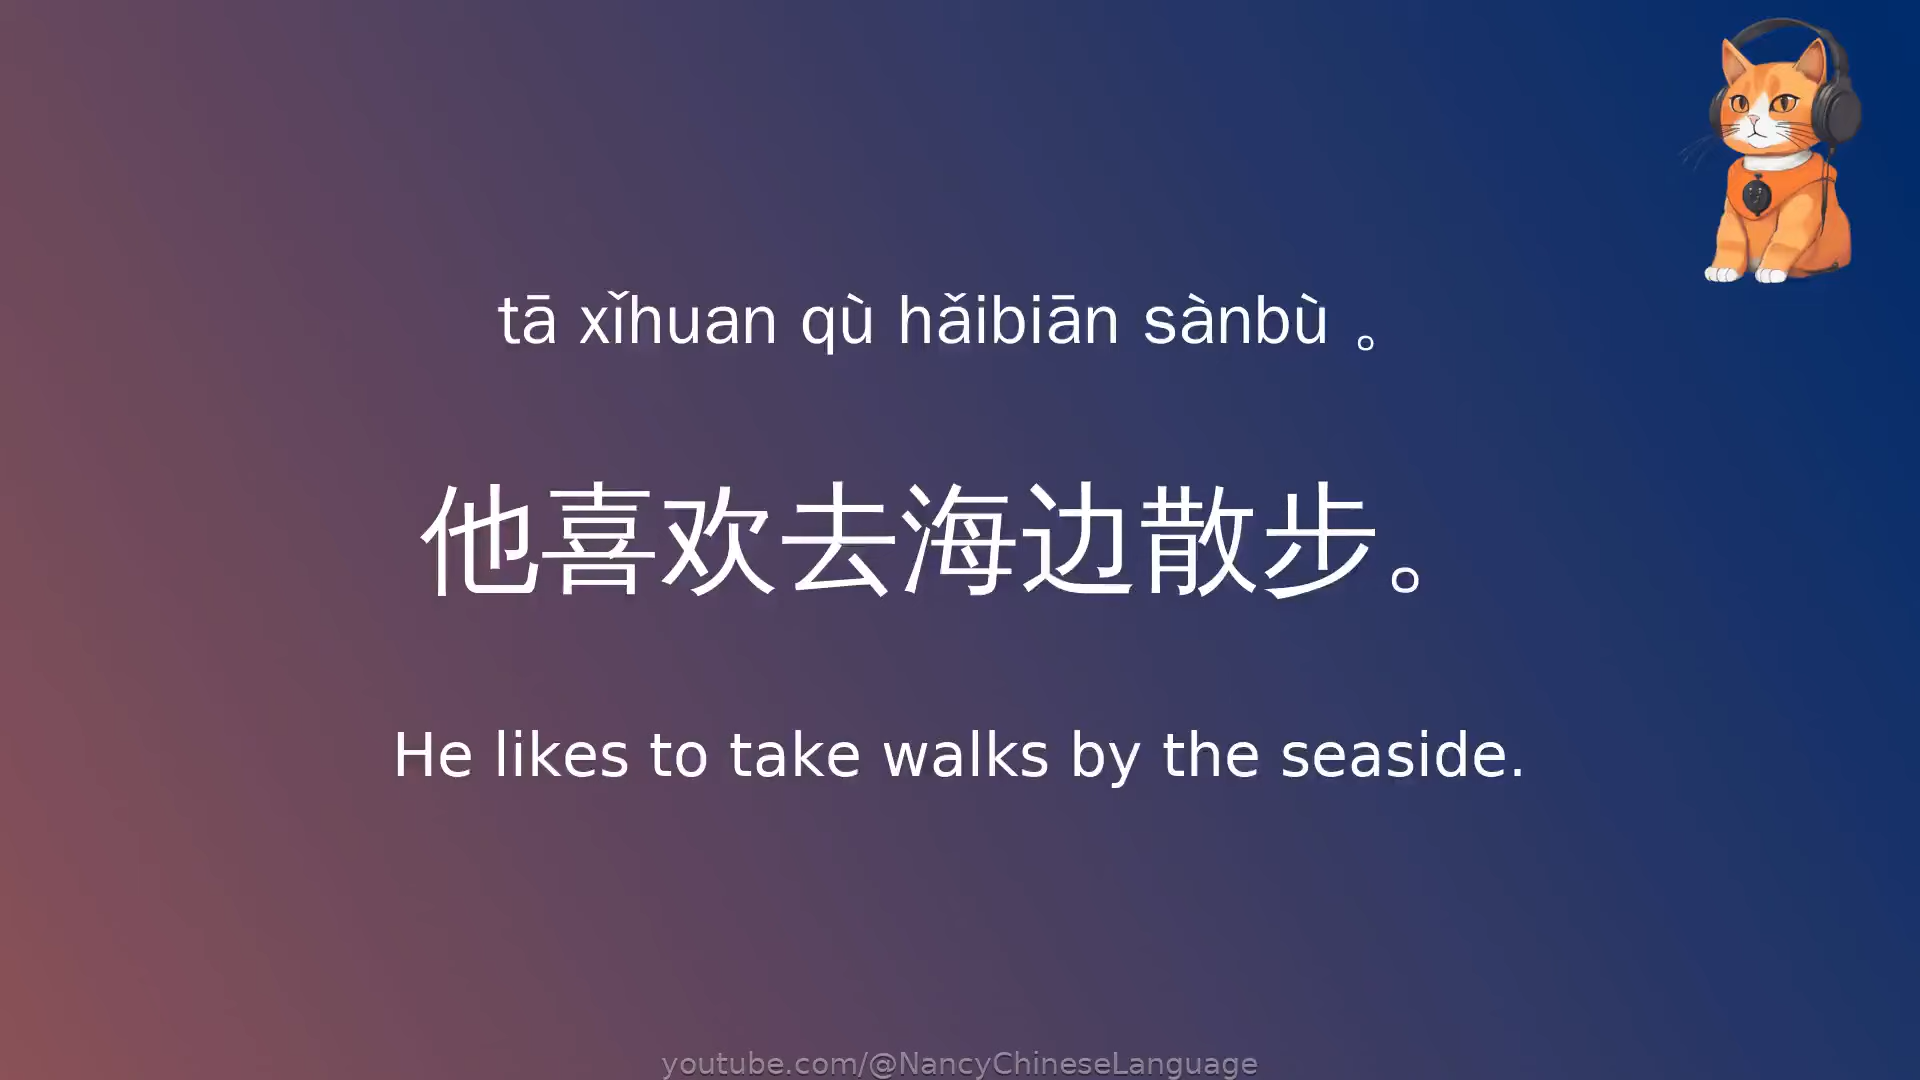 tā xǐhuan qù hǎibiān sànbù 。
他喜欢去海边散步。
He likes to take walks by the seaside.
youtube.com/@NancyChineseLanguage